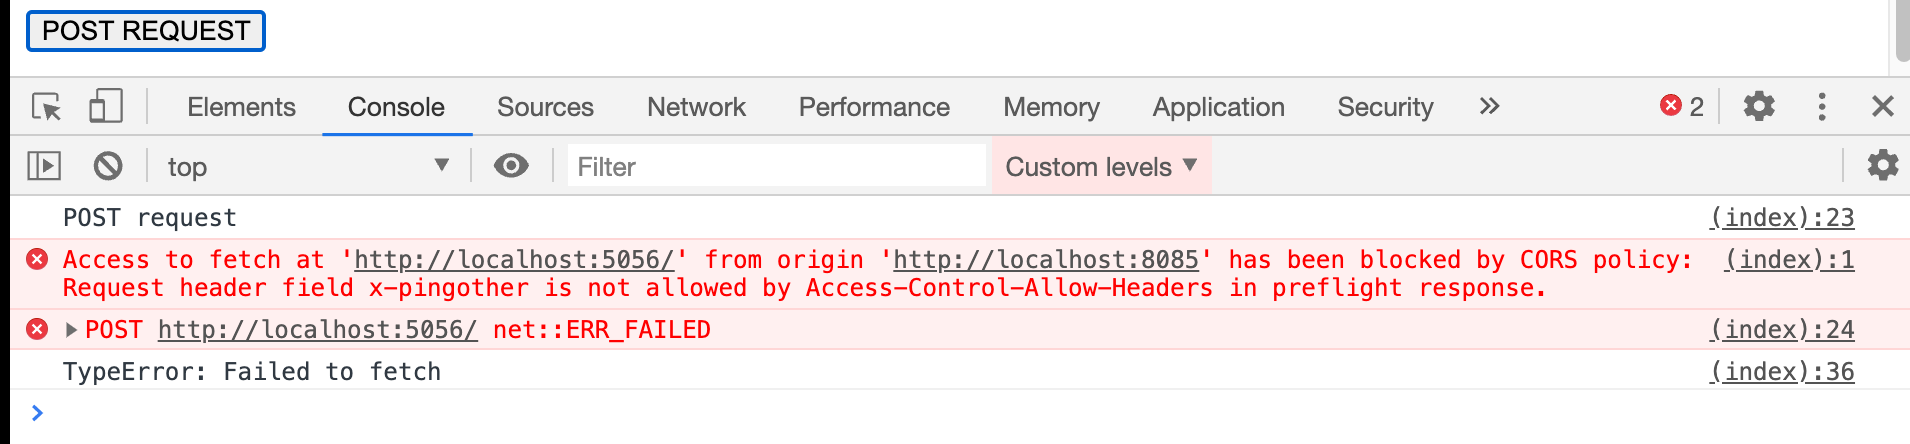 POST REQUEST
Elements Console Sources Network Performance Memory Application Security » 2
top ▼ Filter Custom levels ▼
POST request (index):23
Access to fetch at 'http://localhost:5056/' from origin 'http://localhost:8085' has been blocked by CORS policy: (index):1
Request header field x-pingother is not allowed by Access-Control-Allow-Headers in preflight response.
POST http://localhost:5056/ net::ERR_FAILED (index):24
TypeError: Failed to fetch (index):36